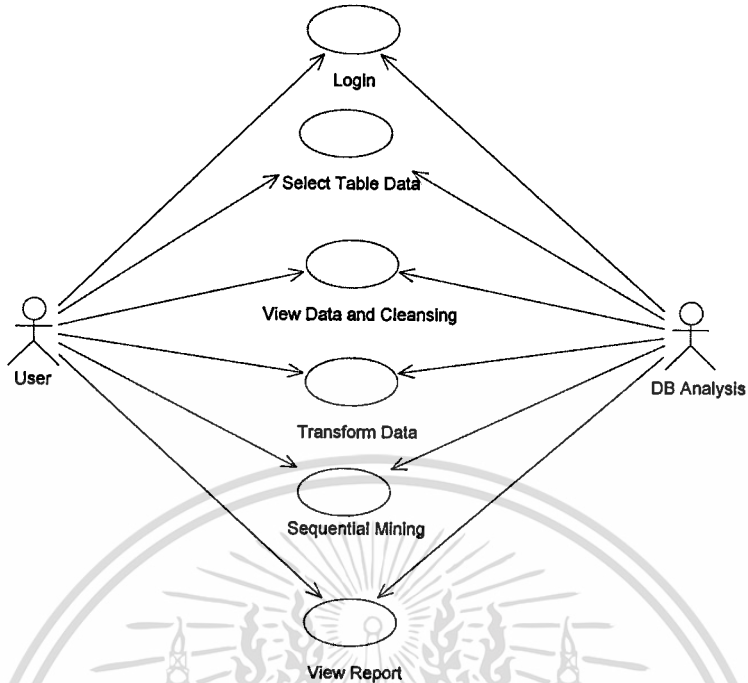 Login
Select Table Data
View Data and Cleansing
User
DB Analysis
Transform Data
Sequential Mining
View Report